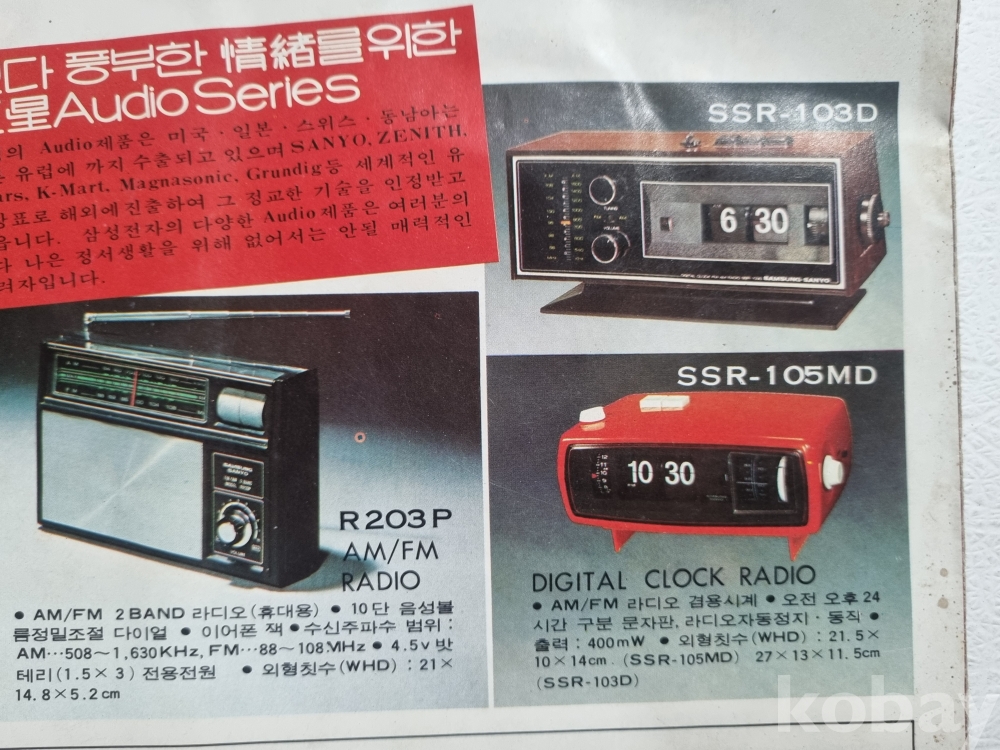 다 풍부한 情緖를위한
星Audio Series
의 Audio제품은 미국·일본·스위스·동남아는
유럽에 까지 수출되고 있으며 SANYO, ZENITH,
K-Mart, Magnasonic, Grundig등 세계적인 유
상표로 해외에진출하여 그 정교한 기술을 인정받고
습니다. 삼성전자의 다양한 Audio제품은 여러분의
다 나은 정서생활을 위해 없어서는 안될 매력적인
려자입니다.
SSR-103D
6 30
SAMSUNG SANYO
SSR-105MD
10 30
DIGITAL CLOCK RADIO
● AM/FM 라디오 겸용시계 ● 오전 오후 24
시간 구분 문자판, 라디오자동정지·동작 ●
출력 : 400mW ● 외형칫수(WHD) : 21.5×
10×14cm. (SSR-105MD) 27×13×11.5cm
(SSR-103D)
SAMSUNG
SANYO
VOLUME
R203P
AM/FM
RADIO
● AM/FM 2BAND 라디오(휴대용) ● 10단 음성볼
륨정밀조절 다이얼 ● 이어폰 잭 ●수신주파수 범위 :
AM…508~1,630KHz, FM…88~108MHz ● 4.5v 밧
테리(1.5×3) 전용전원 ● 외형칫수(WHD) : 21×
14.8×5.2cm
kobay